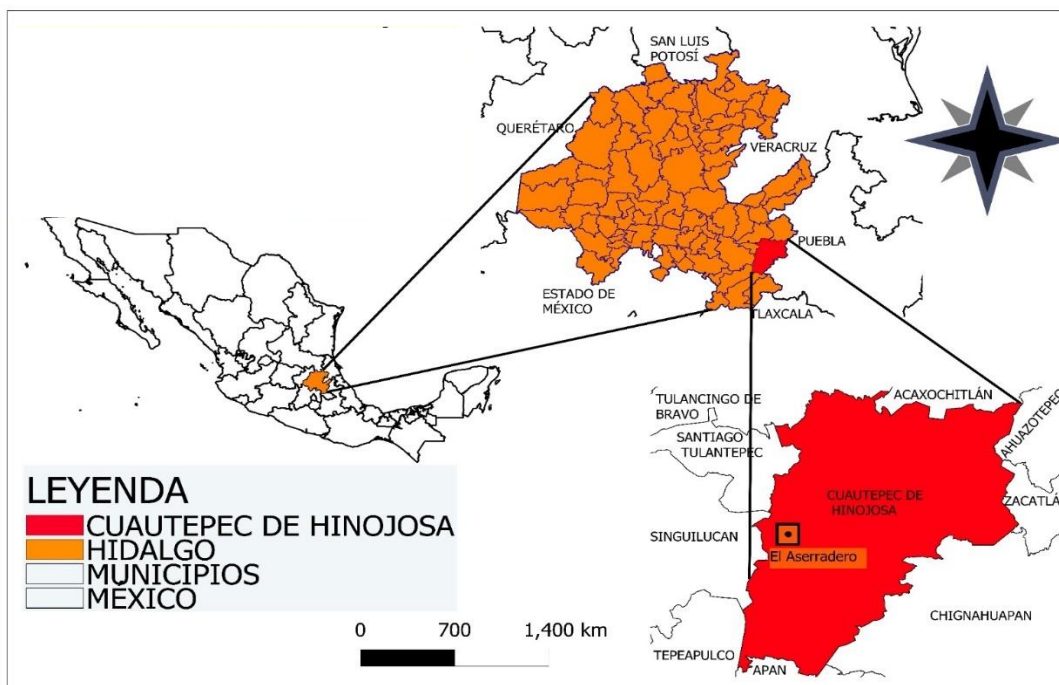 SAN LUIS
POTOSÍ
QUERÉTARO
VERACRUZ
PUEBLA
ESTADO DE
MÉXICO
TLAXCALA
TULANCINGO DE
BRAVO
ACAXOCHITLÁN
AHUAZOTEPEC
SANTIAGO
TULANTEPEC
ZACATLÁ
CUAUTEPEC DE
HINOJOSA
SINGUILUCAN
El Aserradero
CHIGNAHUAPAN
TEPEAPULCO
APAN
LEYENDA
CUAUTEPEC DE HINOJOSA
HIDALGO
MUNICIPIOS
MÉXICO
0 700 1,400 km